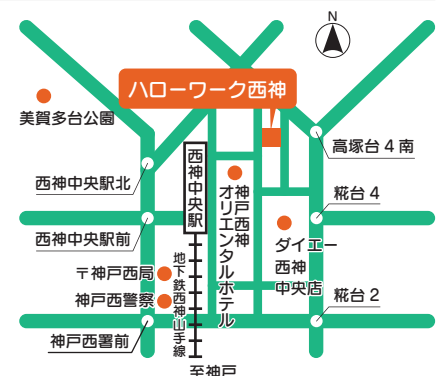 N
ハローワーク西神
美賀多台公園
高塚台4南
西神中央駅北
西神中央駅
神戸西神
オリエンタルホテル
糀台4
西神中央駅前
ダイエー
西神
中央店
〒神戸西局
地下鉄西神山手線
神戸西警察
糀台2
神戸西署前
至神戸